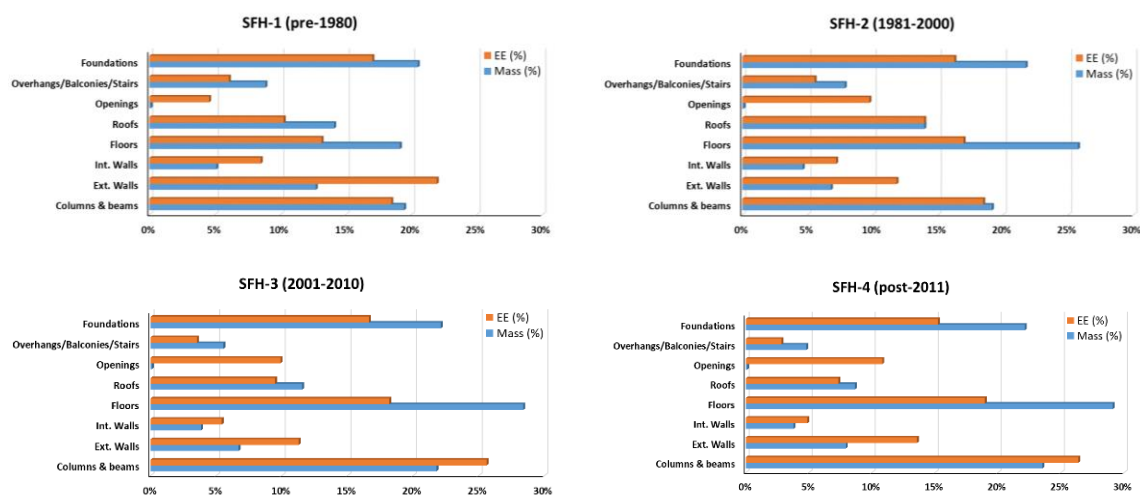 SFH-1 (pre-1980)
EE (%)
Mass (%)
Foundations
Overhangs/Balconies/Stairs
Openings
Roofs
Floors
Int. Walls
Ext. Walls
Columns & beams
0% 5% 10% 15% 20% 25% 30%
SFH-2 (1981-2000)
EE (%)
Mass (%)
Foundations
Overhangs/Balconies/Stairs
Openings
Roofs
Floors
Int. Walls
Ext. Walls
Columns & beams
0% 5% 10% 15% 20% 25% 30%
SFH-3 (2001-2010)
EE (%)
Mass (%)
Foundations
Overhangs/Balconies/Stairs
Openings
Roofs
Floors
Int. Walls
Ext. Walls
Columns & beams
0% 5% 10% 15% 20% 25% 30%
SFH-4 (post-2011)
EE (%)
Mass (%)
Foundations
Overhangs/Balconies/Stairs
Openings
Roofs
Floors
Int. Walls
Ext. Walls
Columns & beams
0% 5% 10% 15% 20% 25% 30%